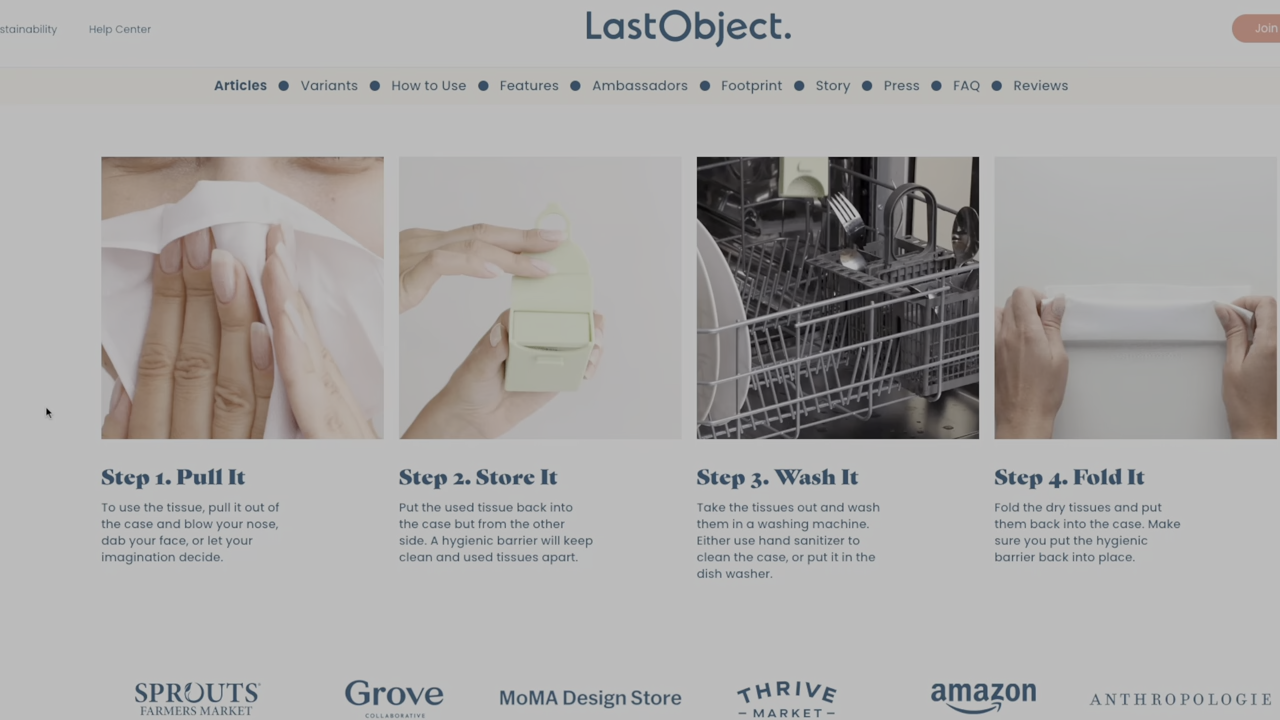 stainability
Help Center
LastObject.
Join
Articles ● Variants ● How to Use ● Features ● Ambassadors ● Footprint ● Story ● Press ● FAQ ● Reviews
Step 1. Pull It
To use the tissue, pull it out of
the case and blow your nose,
dab your face, or let your
imagination decide.
Step 2. Store It
Put the used tissue back into
the case but from the other
side. A hygienic barrier will keep
clean and used tissues apart.
Step 3. Wash It
Take the tissues out and wash
them in a washing machine.
Either use hand sanitizer to
clean the case, or put it in the
dish washer.
Step 4. Fold It
Fold the dry tissues and put
them back into the case. Make
sure you put the hygienic
barrier back into place.
SPROUTS
FARMERS MARKET
Grove
COLLABORATIVE
MoMA Design Store
THRIVE
MARKET
amazon
ANTHROPOLOGIE